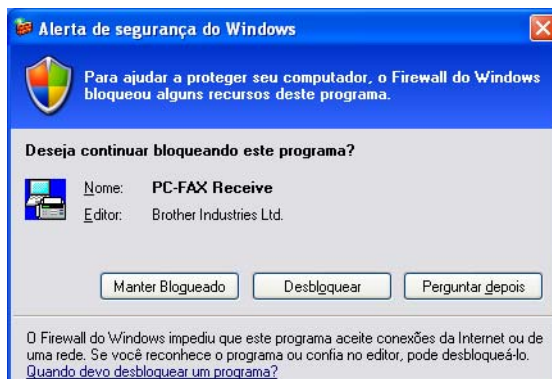 Alerta de segurança do Windows
Para ajudar a proteger seu computador, o Firewall do Windows
bloqueou alguns recursos deste programa.
Deseja continuar bloqueando este programa?
Nome: PC-FAX Receive
Editor: Brother Industries Ltd.
Manter Blogueado Desbloquear Perguntar depois
O Firewall do Windows impediu que este programa aceite conexões da Internet ou de
uma rede. Se você reconhece o programa ou confia no editor, pode desbloqueá-lo.
Quando devo desbloquear um programa?